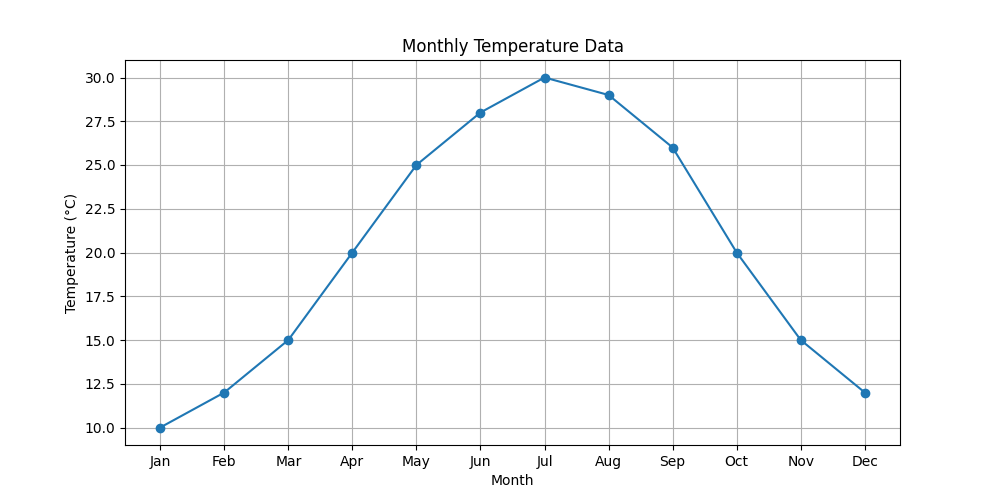 Monthly Temperature Data
Temperature (°C)
30.0
27.5
25.0
22.5
20.0
17.5
15.0
12.5
10.0
Jan Feb Mar Apr May Jun Jul Aug Sep Oct Nov Dec
Month